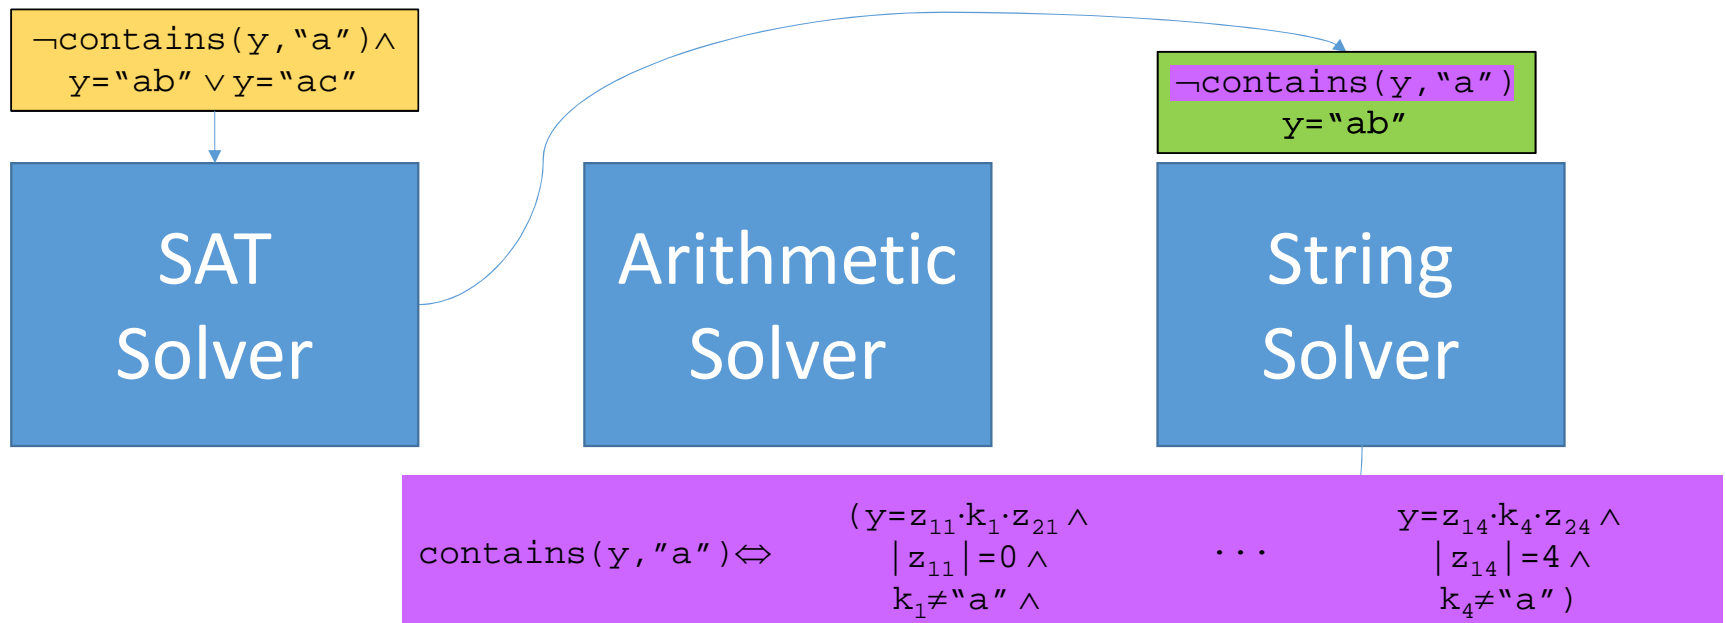 ¬contains(y,“a”)∧
y=“ab” ∨ y=“ac”
¬contains(y,“a”)
y=“ab”
SAT
Solver
Arithmetic
Solver
String
Solver
contains(y,”a”)⇔
(y=z₁₁·k₁·z₂₁ ∧
|z₁₁|=0 ∧
k₁≠“a” ∧
···
y=z₁₄·k₄·z₂₄ ∧
|z₁₄|=4 ∧
k₄≠“a”)